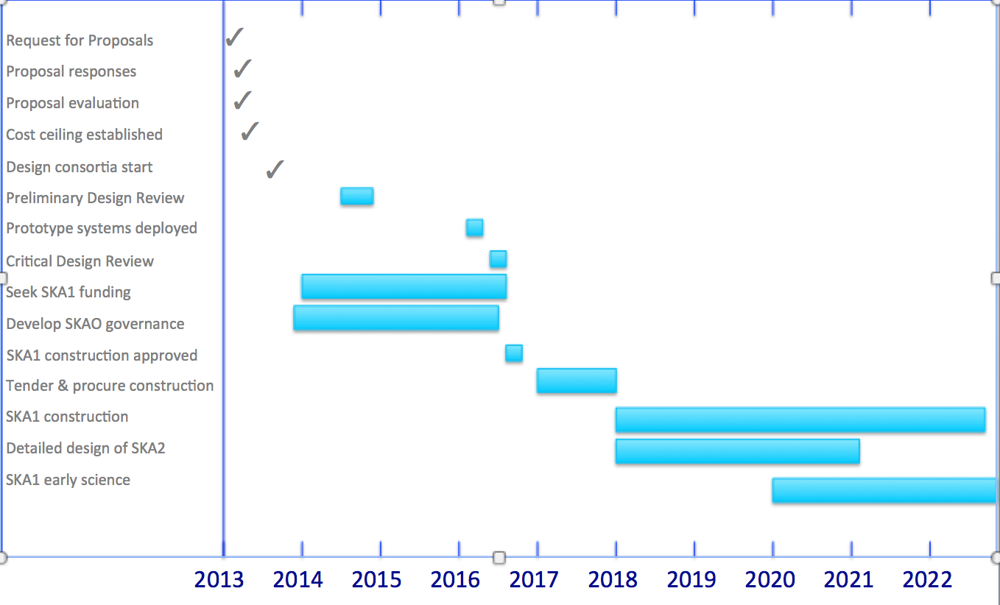 Request for Proposals
Proposal responses
Proposal evaluation
Cost ceiling established
Design consortia start
Preliminary Design Review
Prototype systems deployed
Critical Design Review
Seek SKA1 funding
Develop SKAO governance
SKA1 construction approved
Tender & procure construction
SKA1 construction
Detailed design of SKA2
SKA1 early science
2013 2014 2015 2016 2017 2018 2019 2020 2021 2022